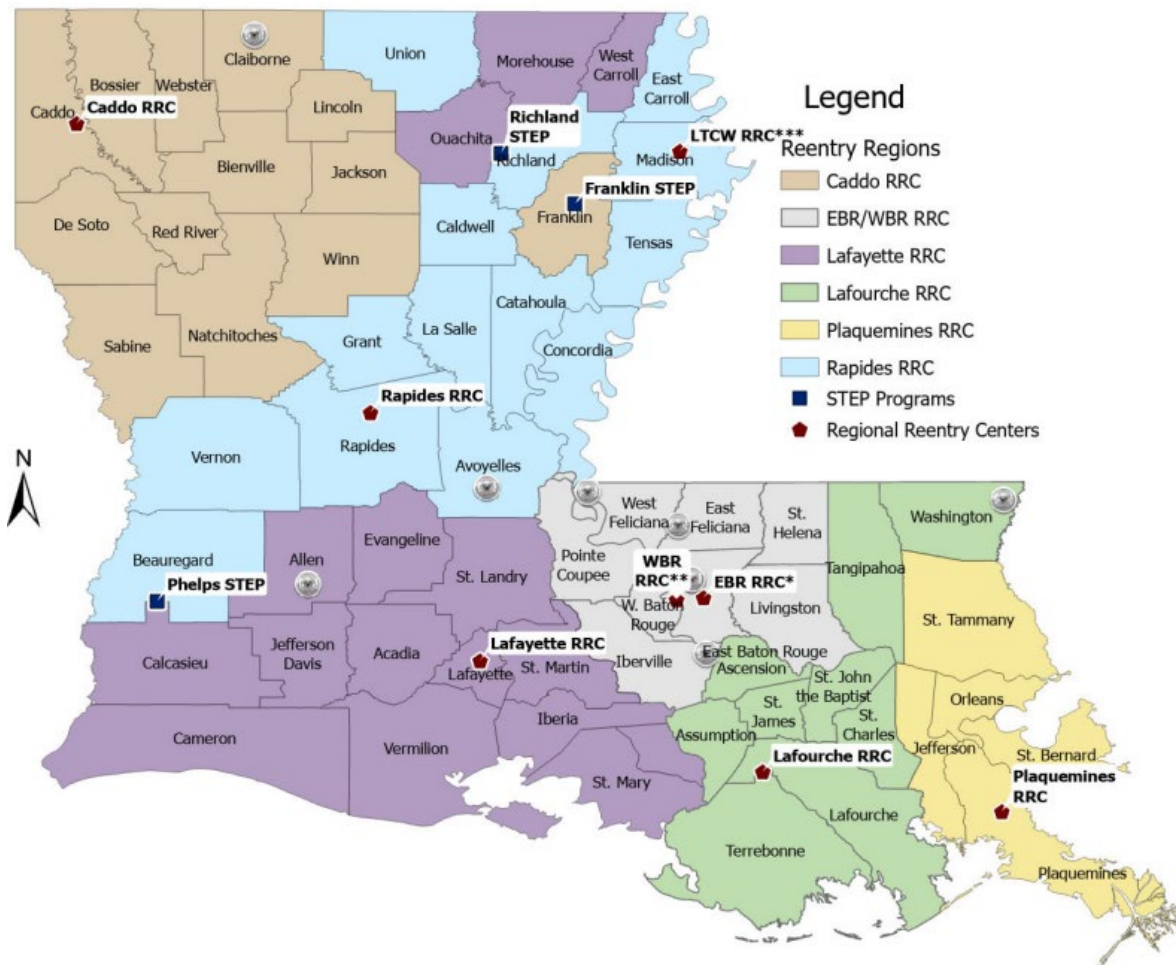 Claiborne
Union
Morehouse
West
Carroll
East
Carroll
Bossier
Webster
Caddo
Caddo RRC
Lincoln
Ouachita
Richland
STEP
Richland
LTCW RRC***
Madison
Bienville
Jackson
Franklin STEP
Franklin
De Soto
Red River
Winn
Caldwell
Tensas
Catahoula
La Salle
Natchitoches
Sabine
Grant
Concordia
Rapides RRC
Rapides
Vernon
Avoyelles
Legend
Reentry Regions
Caddo RRC
EBR/WBR RRC
Lafayette RRC
Lafourche RRC
Plaquemines RRC
Rapides RRC
STEP Programs
Regional Reentry Centers
N
West
Feliciana
East
Feliciana
St.
Helena
Washington
Beauregard
Phelps STEP
Allen
Evangeline
St. Landry
Pointe
Coupee
WBR
RRC**
EBR RRC*
Tangipahoa
W. Baton
Rouge
Livingston
St. Tammany
Calcasieu
Jefferson
Davis
Acadia
Lafayette RRC
Lafayette
St. Martin
Iberville
East Baton Rouge
Ascension
St. John
the Baptist
St.
James
St.
Charles
Orleans
Cameron
Vermilion
Iberia
St. Mary
Assumption
Lafourche RRC
Jefferson
St. Bernard
Plaquemines
RRC
Lafourche
Terrebonne
Plaquemines